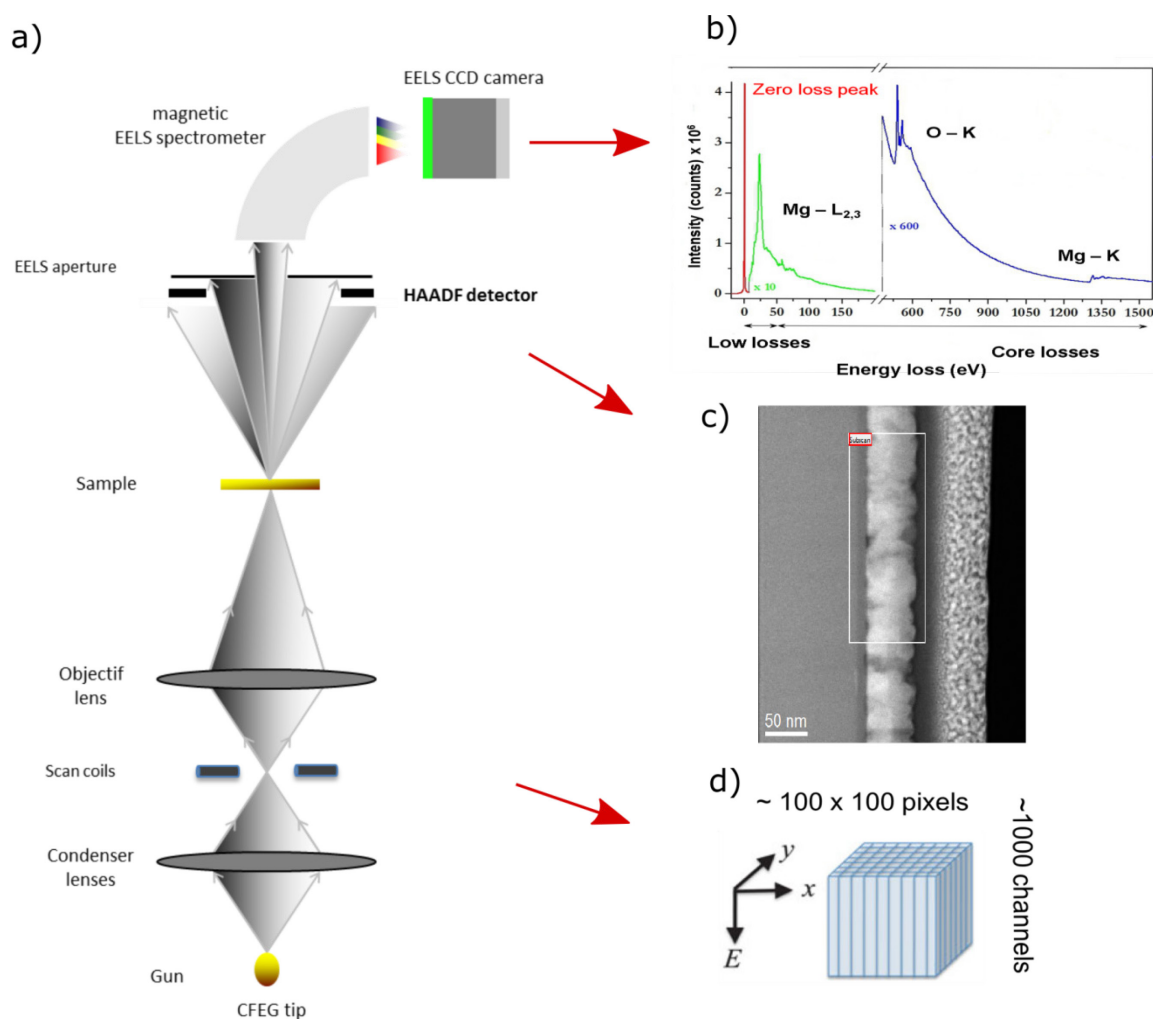 a)
EELS CCD camera
magnetic
EELS spectrometer
EELS aperture
HAADF detector
Sample
Objectif
lens
Scan coils
Condenser
lenses
Gun
CFEG tip
b)
Zero loss peak
O – K
Mg – L2,3
Mg – K
x 600
x 10
Intensity (counts) x 10⁶
4
3
2
1
0
0 50 100 150 600 750 900 1050 1200 1350 1500
Low losses
Core losses
Energy loss (eV)
c)
Subscan
50 nm
d)
~ 100 x 100 pixels
~1000 channels
y
x
E